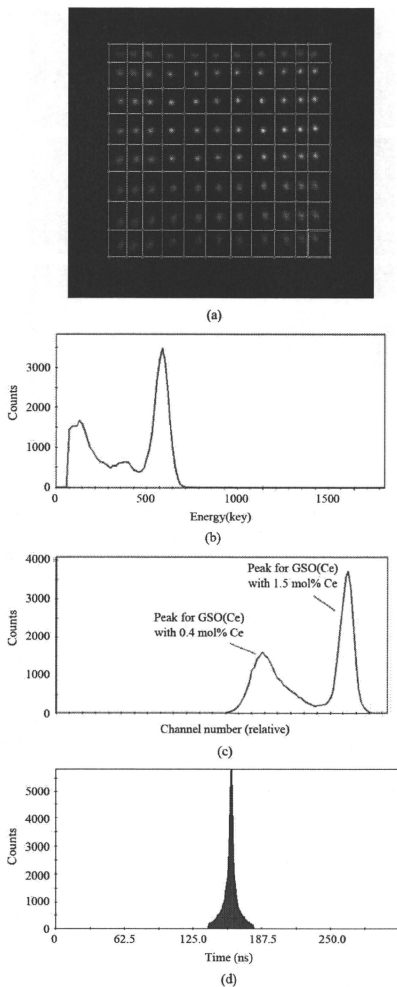 (a)
3000
2000
1000
0
Counts
0 500 1000 1500
Energy(key)
(b)
4000
3000
2000
1000
0
Counts
Peak for GSO(Ce)
with 1.5 mol% Ce
Peak for GSO(Ce)
with 0.4 mol% Ce
Channel number (relative)
(c)
5000
4000
3000
2000
1000
0
Counts
0 62.5 125.0 187.5 250.0
Time (ns)
(d)